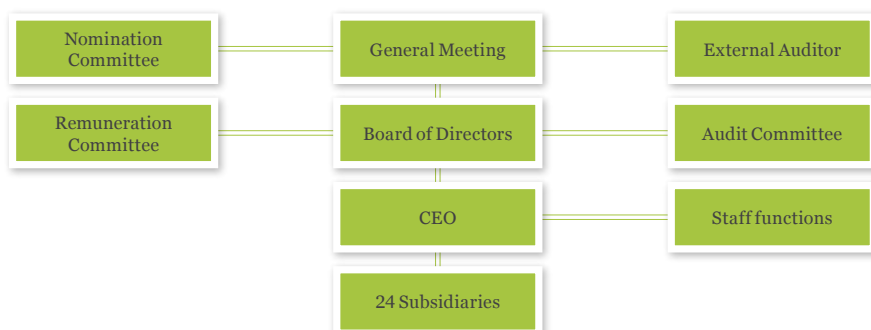 Nomination
Committee
General Meeting
External Auditor
Remuneration
Committee
Board of Directors
Audit Committee
CEO
Staff functions
24 Subsidiaries